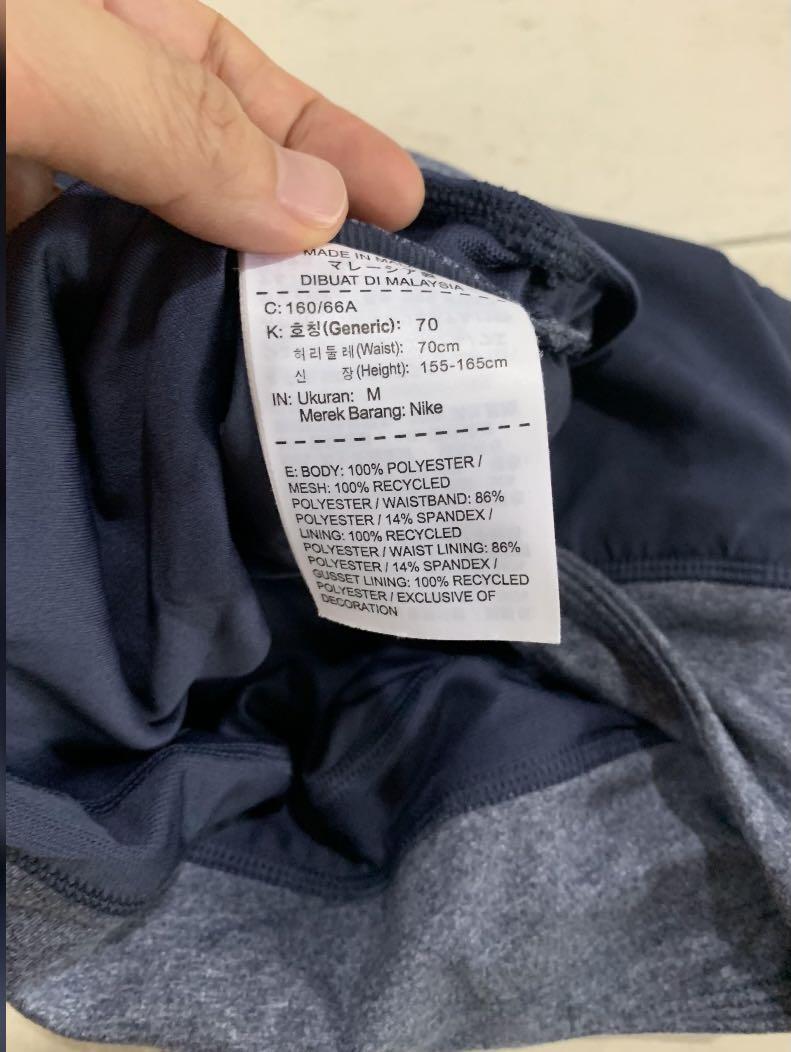 MADE IN
マレーシア製
DIBUAT DI MALAYSIA
C: 160/66A
K: 호칭(Generic): 70
허리둘레(Waist): 70cm
신 장(Height): 155-165cm
IN: Ukuran: M
Merek Barang: Nike
E: BODY: 100% POLYESTER /
MESH: 100% RECYCLED
POLYESTER / WAISTBAND: 86%
POLYESTER / 14% SPANDEX /
LINING: 100% RECYCLED
POLYESTER / WAIST LINING: 86%
POLYESTER / 14% SPANDEX /
GUSSET LINING: 100% RECYCLED
POLYESTER / EXCLUSIVE OF
DECORATION